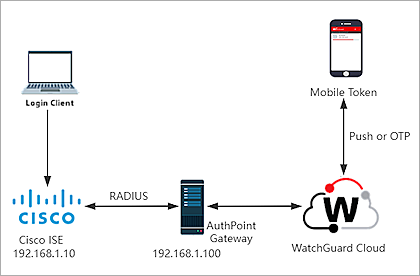 Login Client
Mobile Token
Push or OTP
RADIUS
CISCO
AuthPoint
Gateway
W
Cisco ISE
192.168.1.10
192.168.1.100
WatchGuard Cloud